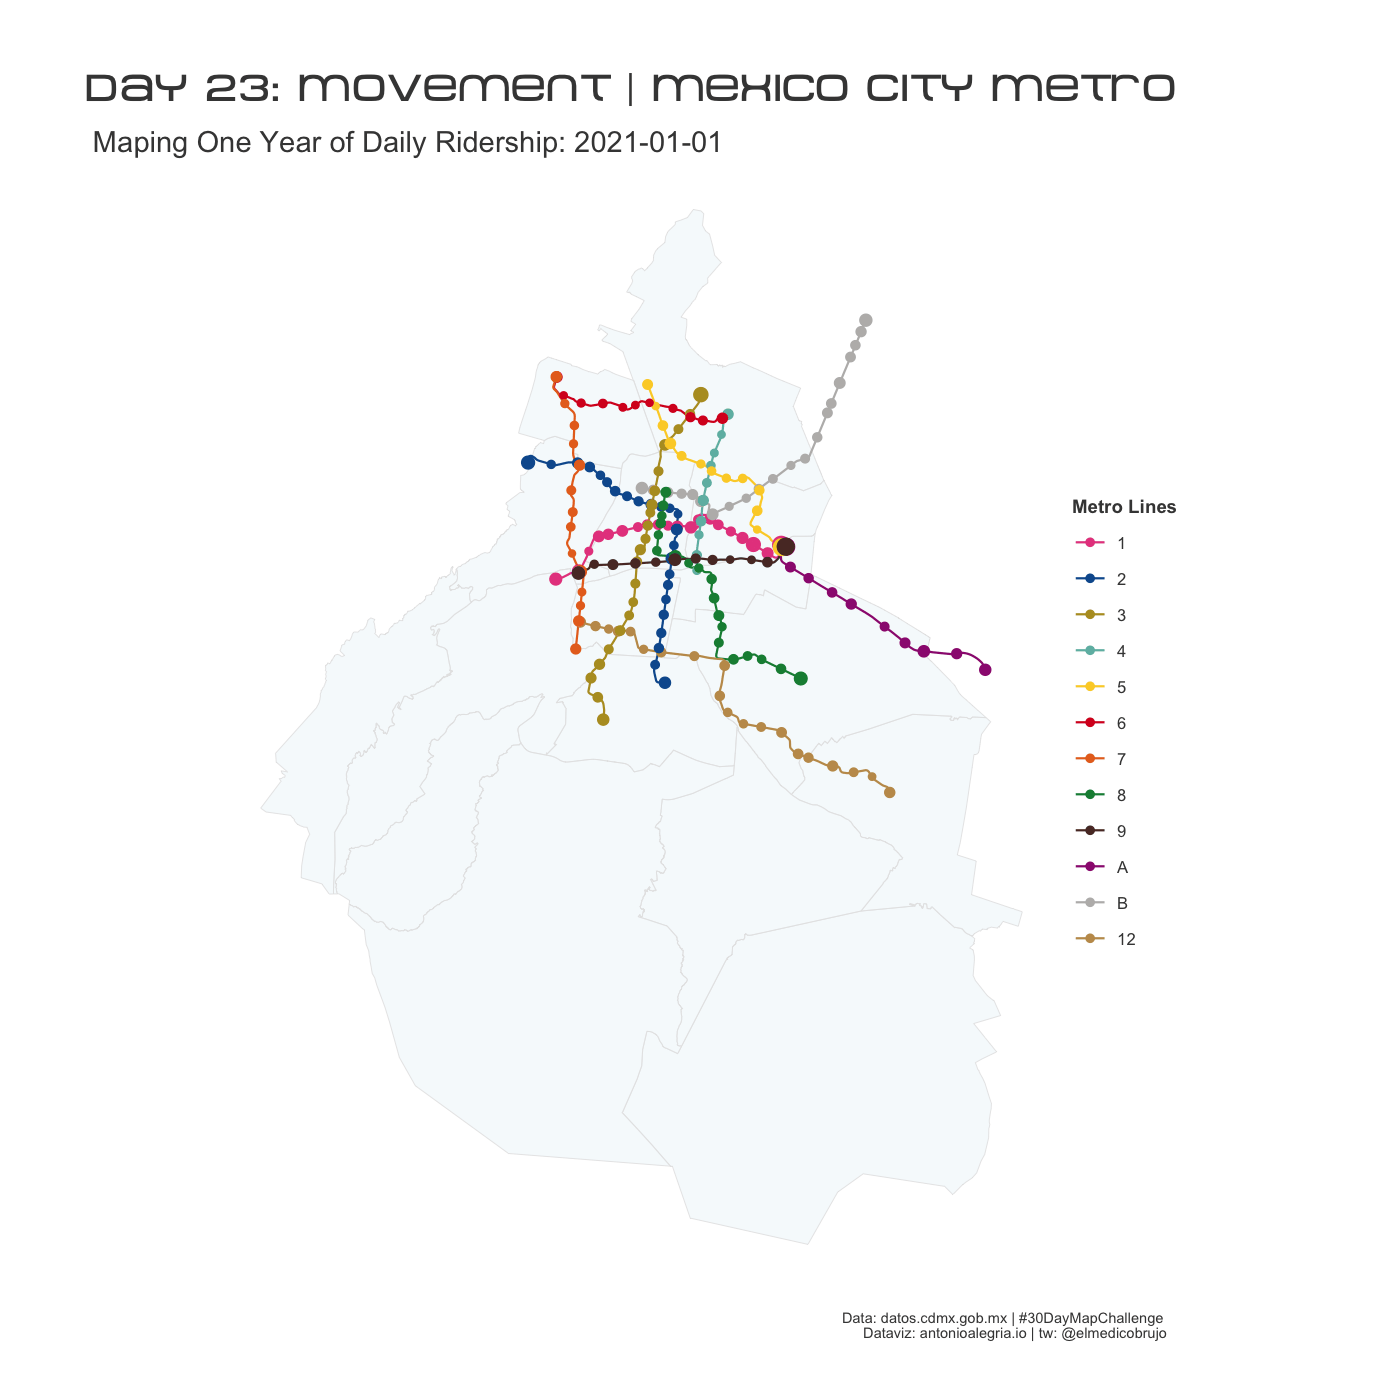 Day 23: Movement | Mexico City Metro
Maping One Year of Daily Ridership: 2021-01-01
Metro Lines
1
2
3
4
5
6
7
8
9
A
B
12
Data: datos.cdmx.gob.mx | #30DayMapChallenge
Dataviz: antonioalegria.io | tw: @elmedicobrujo